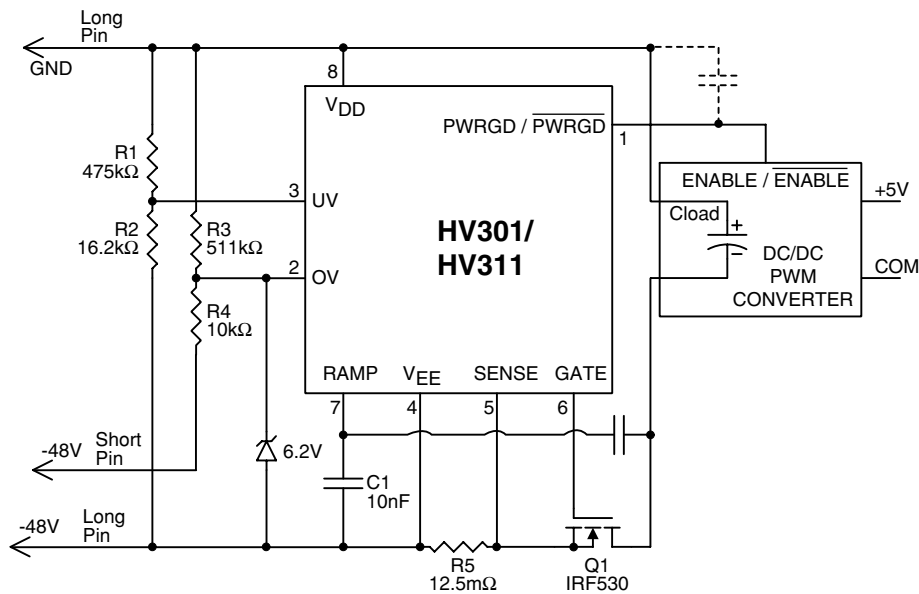 Long
Pin
GND
8
VDD
PWRGD / PWRGD
1
R1
475kΩ
ENABLE / ENABLE
+5V
3
UV
Cload
+
R2
16.2kΩ
R3
511kΩ
HV301/
HV311
−
DC/DC
PWM
CONVERTER
COM
2
OV
R4
10kΩ
RAMP
VEE
SENSE
GATE
7
4
5
6
-48V
Short
Pin
6.2V
C1
10nF
-48V
Long
Pin
R5
12.5mΩ
Q1
IRF530